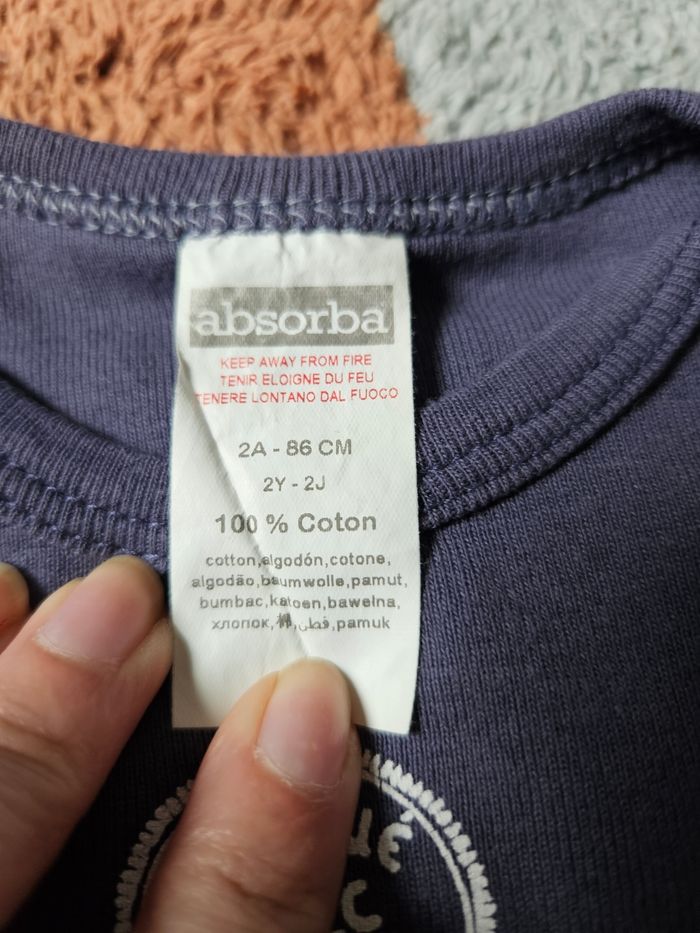 absorba
KEEP AWAY FROM FIRE
TENIR ELOIGNE DU FEU
TENERE LONTANO DAL FUOCO
2A - 86 CM
2Y - 2J
100 % Coton
cotton,algodón,cotone,
algodão,baumwolle,pamut,
bumbac,katoen,bawełna,
хлопок,棉,قطن,pamuk